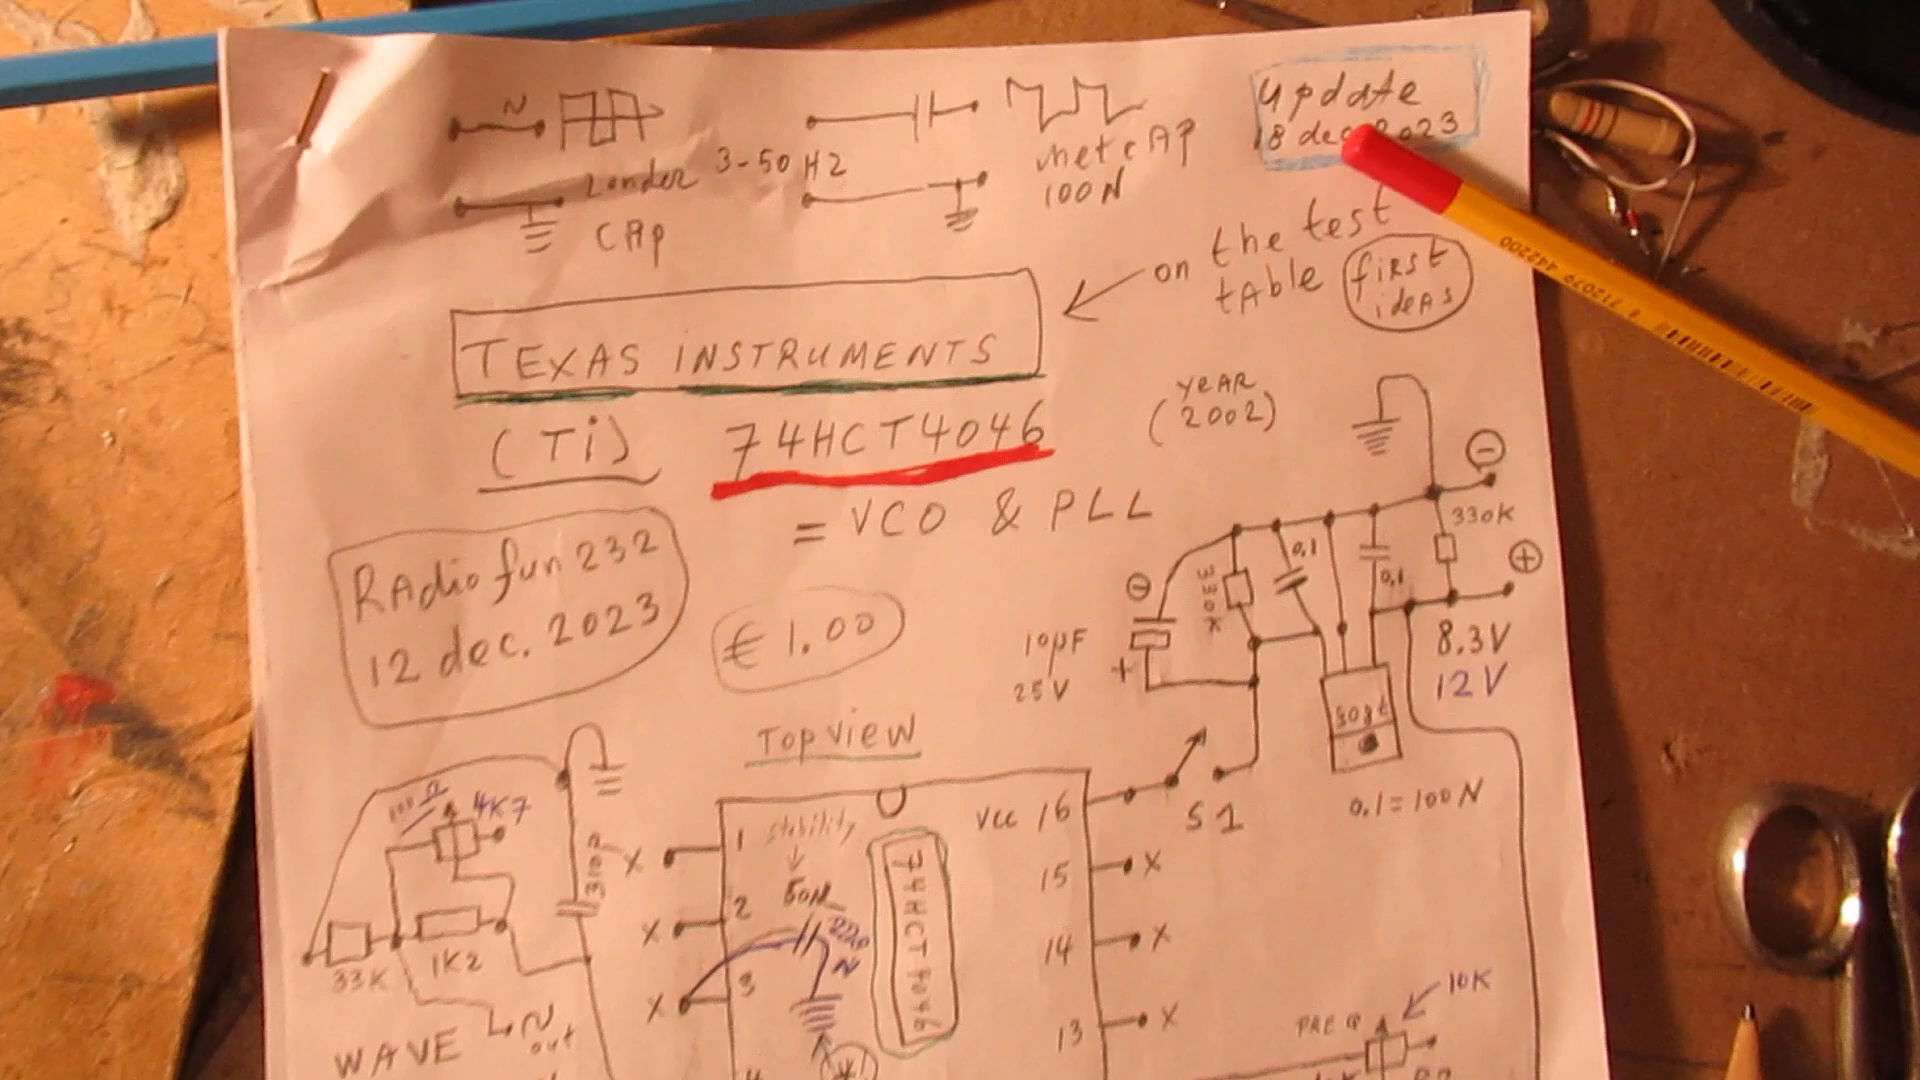 N
update
18 dec 2023
3-50 HZ
CAP
100N
on the test
table first
ideas
TEXAS INSTRUMENTS
(Ti) 74HCT4046
YEAR
(2002)
= VCO & PLL
Radio fun 232
12 dec. 2023
€ 1.00
330K
330K
0,1
0,1
10µF
25V
+
8.3V
12V
S1
0.1=100N
Top view
4K7
310P
33K
1K2
N
out
WAVE
X
X
X
1
2
3
stability
50N
220
N
74HCT4046
Vcc 16
15
14
13
X
X
X
10K